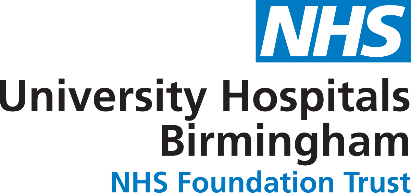 NHS
University Hospitals
Birmingham
NHS Foundation Trust